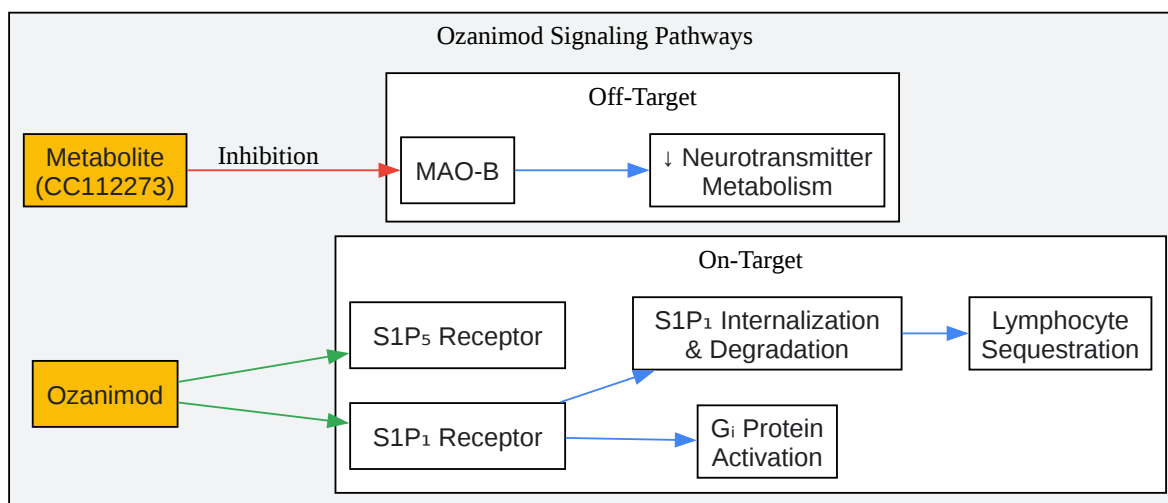 Ozanimod Signaling Pathways
Off-Target
Metabolite
(CC112273)
Inhibition
MAO-B
↓ Neurotransmitter
Metabolism
On-Target
S1P₅ Receptor
S1P₁ Internalization
& Degradation
Lymphocyte
Sequestration
Ozanimod
S1P₁ Receptor
Gᵢ Protein
Activation